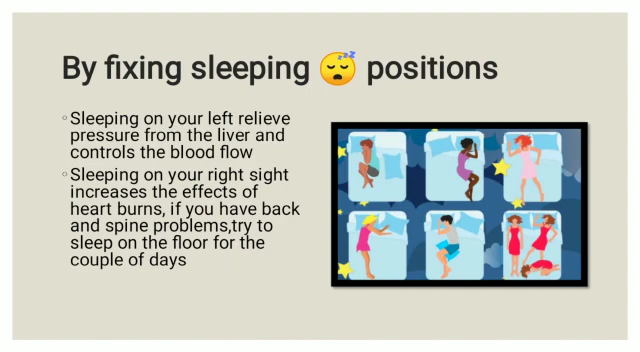 By fixing sleeping 😴 positions
◦Sleeping on your left relieve
pressure from the liver and
controls the blood flow
◦Sleeping on your right sight
increases the effects of
heart burns, if you have back
and spine problems,try to
sleep on the floor for the
couple of days